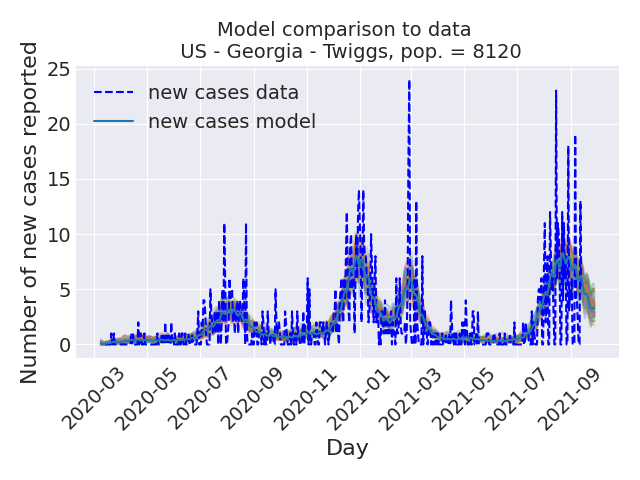 Model comparison to data
US - Georgia - Twiggs, pop. = 8120
Number of new cases reported
25
20
15
10
5
0
new cases data
new cases model
2020-03
2020-05
2020-07
2020-09
2020-11
2021-01
2021-03
2021-05
2021-07
2021-09
Day